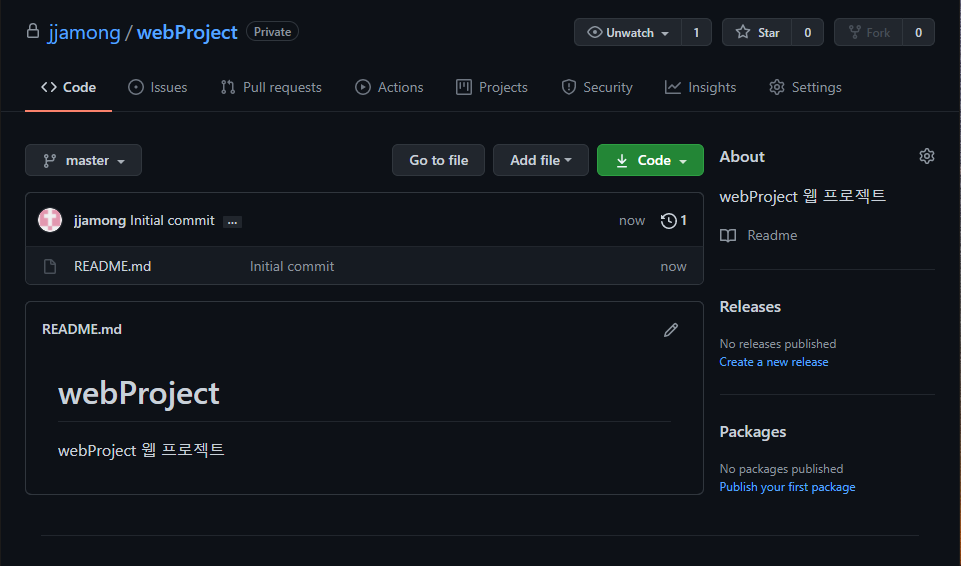 jjamong / webProject Private Unwatch 1 Star 0 Fork 0
Code Issues Pull requests Actions Projects Security Insights Settings
master Go to file Add file Code
jjamong Initial commit ... now 1
README.md Initial commit now
README.md
webProject
webProject 웹 프로젝트
About
webProject 웹 프로젝트
Readme
Releases
No releases published
Create a new release
Packages
No packages published
Publish your first package